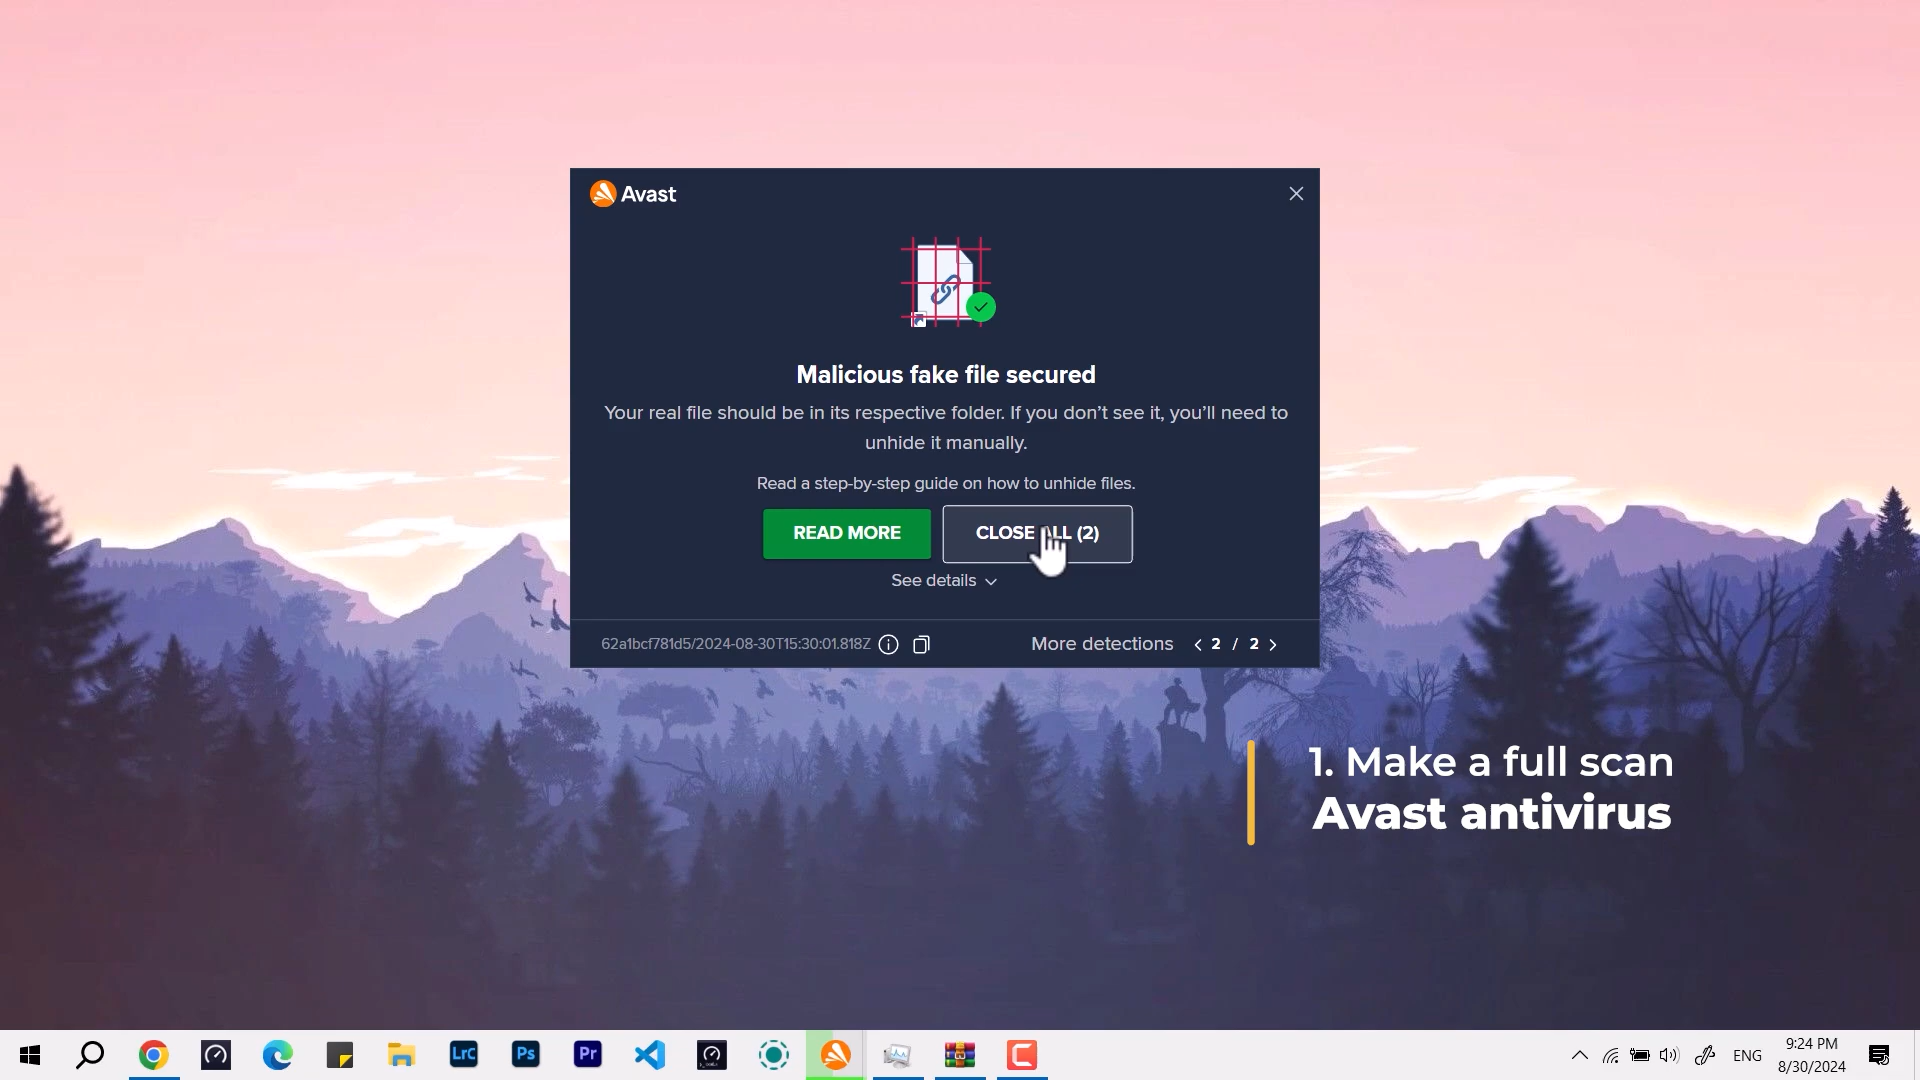 Avast
Malicious fake file secured
Your real file should be in its respective folder. If you don't see it, you'll need to
unhide it manually.
Read a step-by-step guide on how to unhide files.
READ MORE
CLOSE ALL (2)
See details
62a1bcf781d5/2024-08-30T15:30:01.818Z
More detections
2 / 2
1. Make a full scan
Avast antivirus
LrC
Ps
Pr
ENG
9:24 PM
8/30/2024